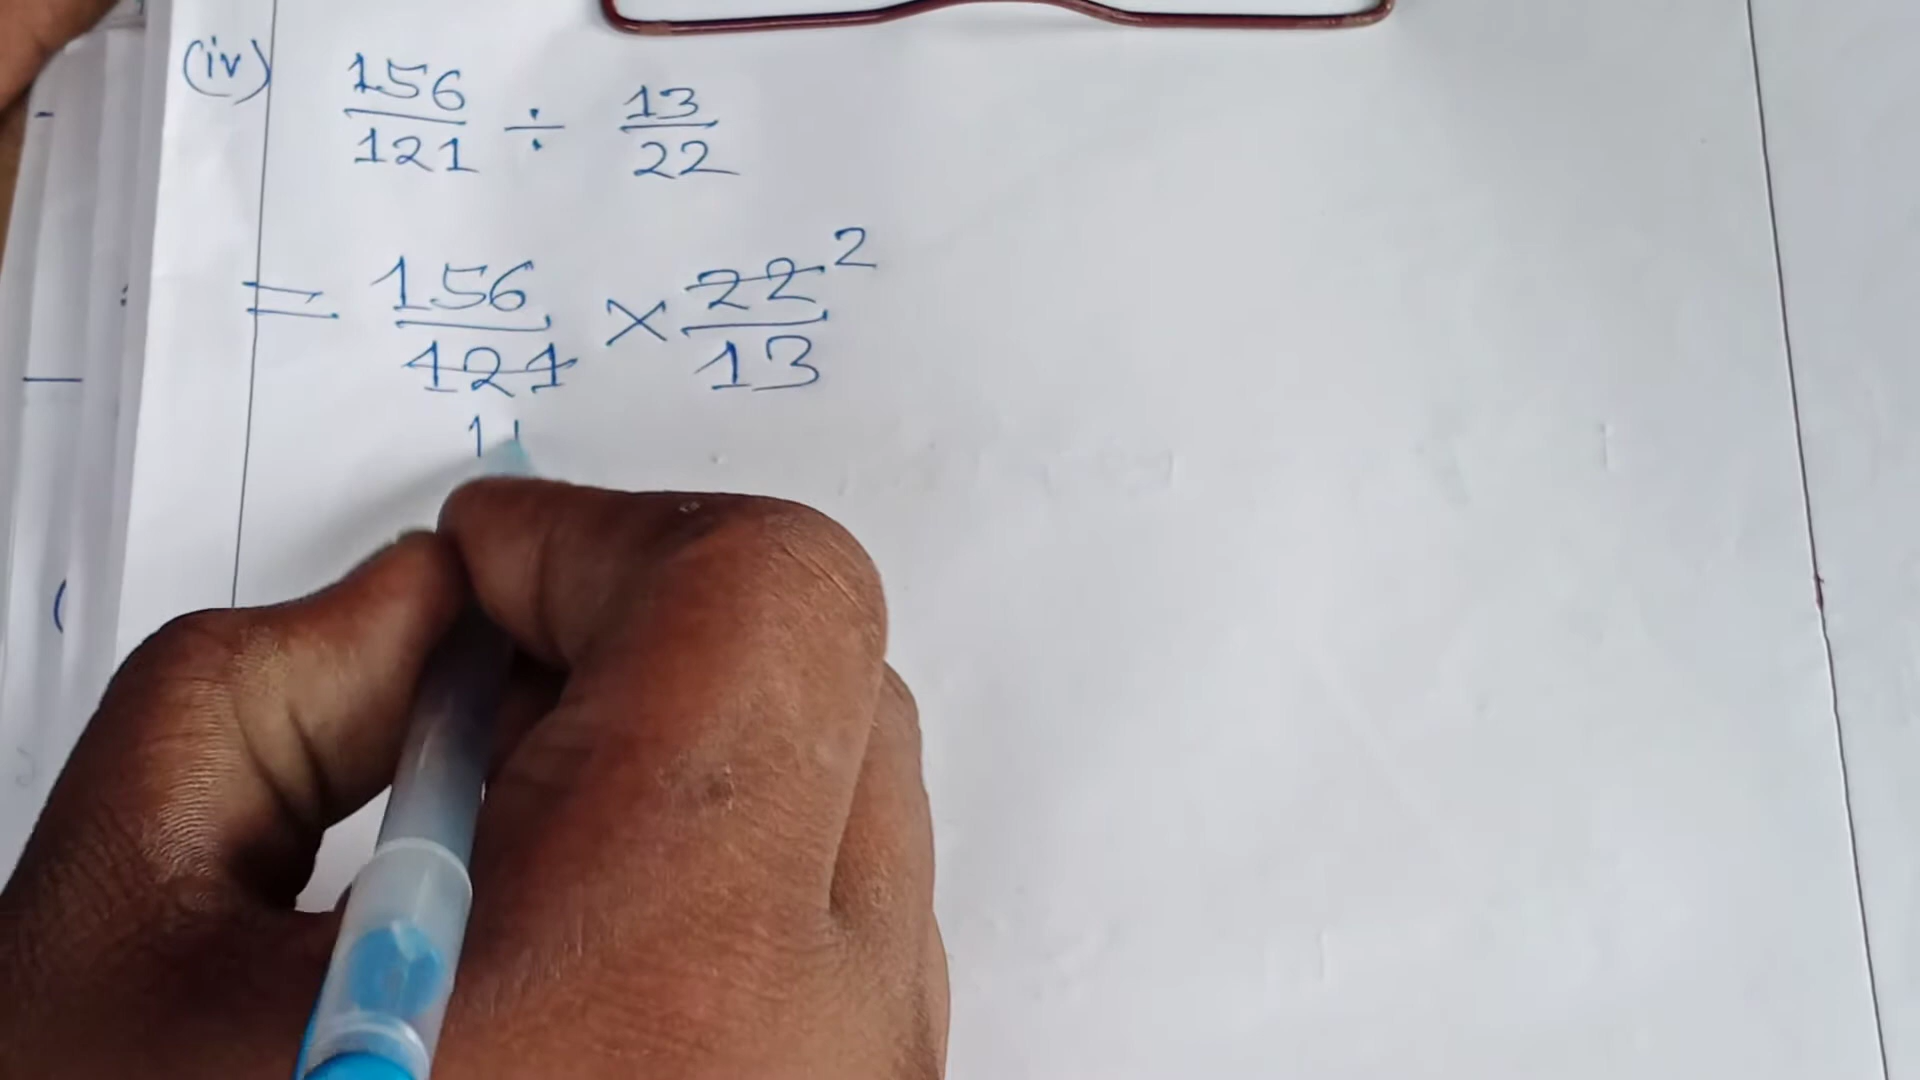 (iv) 156/121 ÷ 13/22
= 156/121 × 22/13 2
11